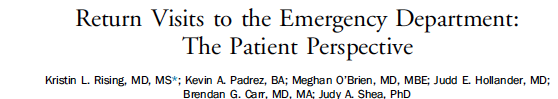 Return Visits to the Emergency Department:
The Patient Perspective
Kristin L. Rising, MD, MS*; Kevin A. Padrez, BA; Meghan O'Brien, MD, MBE; Judd E. Hollander, MD;
Brendan G. Carr, MD, MA; Judy A. Shea, PhD